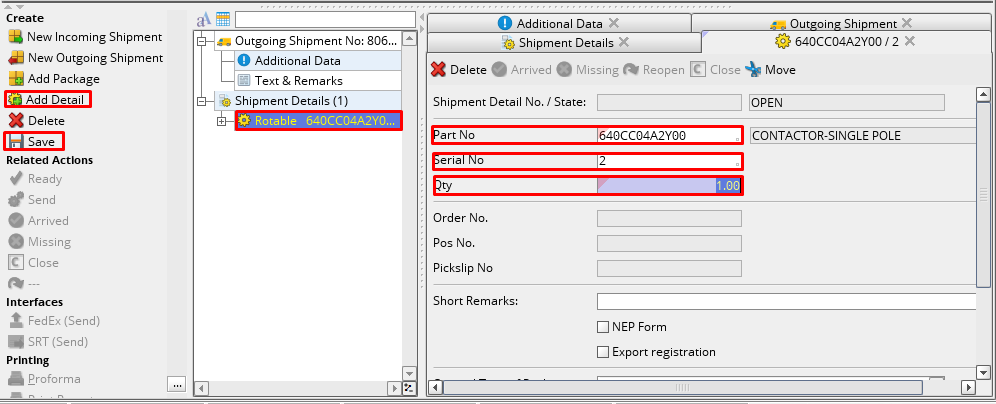 Create
New Incoming Shipment
New Outgoing Shipment
Add Package
Add Detail
Delete
Save
Related Actions
Ready
Send
Arrived
Missing
Close
---
Interfaces
FedEx (Send)
SRT (Send)
Printing
Proforma
...
Outgoing Shipment No: 806...
Additional Data
Text & Remarks
Shipment Details (1)
Rotable 640CC04A2Y0...
Additional Data
Outgoing Shipment
Shipment Details
640CC04A2Y00 / 2
Delete Arrived Missing Reopen Close Move
Shipment Detail No. / State: OPEN
Part No 640CC04A2Y00 CONTACTOR-SINGLE POLE
Serial No 2
Qty 1.00
Order No.
Pos No.
Pickslip No
Short Remarks:
NEP Form
Export registration